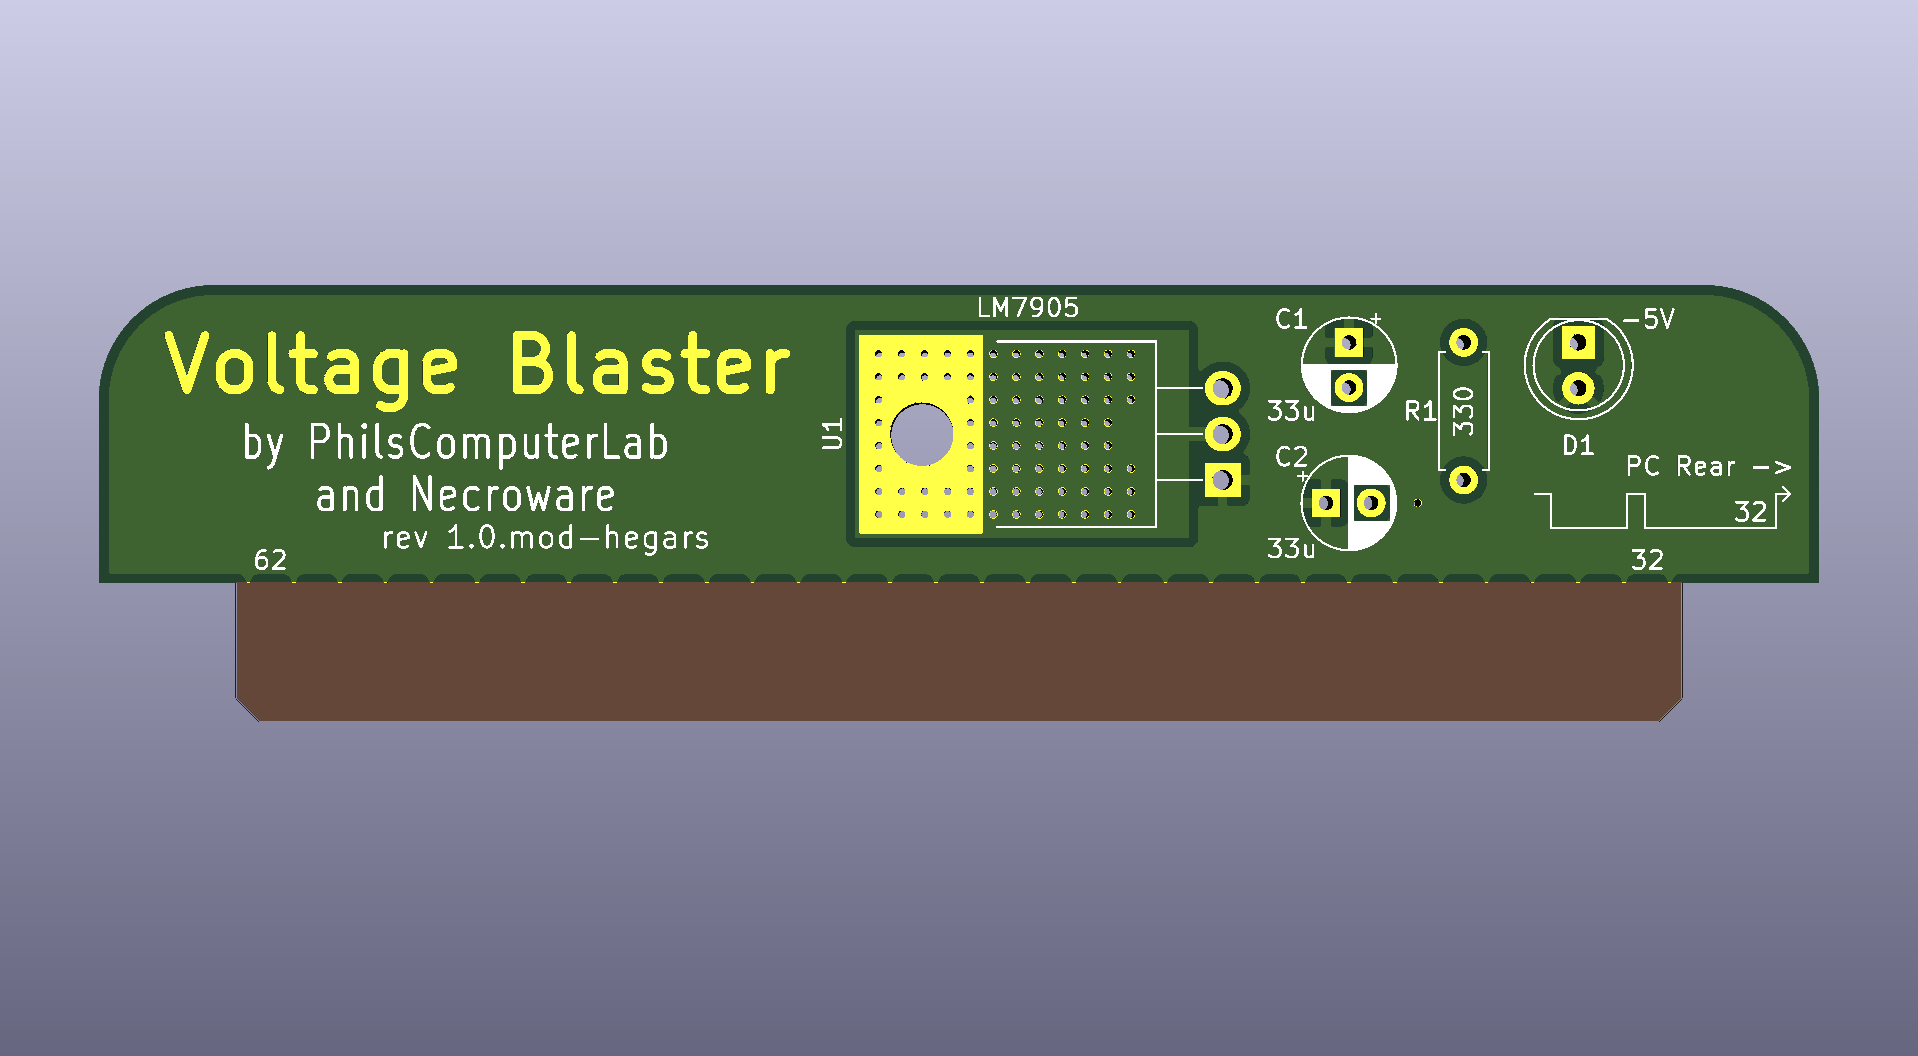 Voltage Blaster
by PhilsComputerLab
and Necroware
rev 1.0.mod-hegars
62
LM7905
U1
C1
+
33u
C2
+
33u
R1
330
-5V
D1
PC Rear ->
32
32